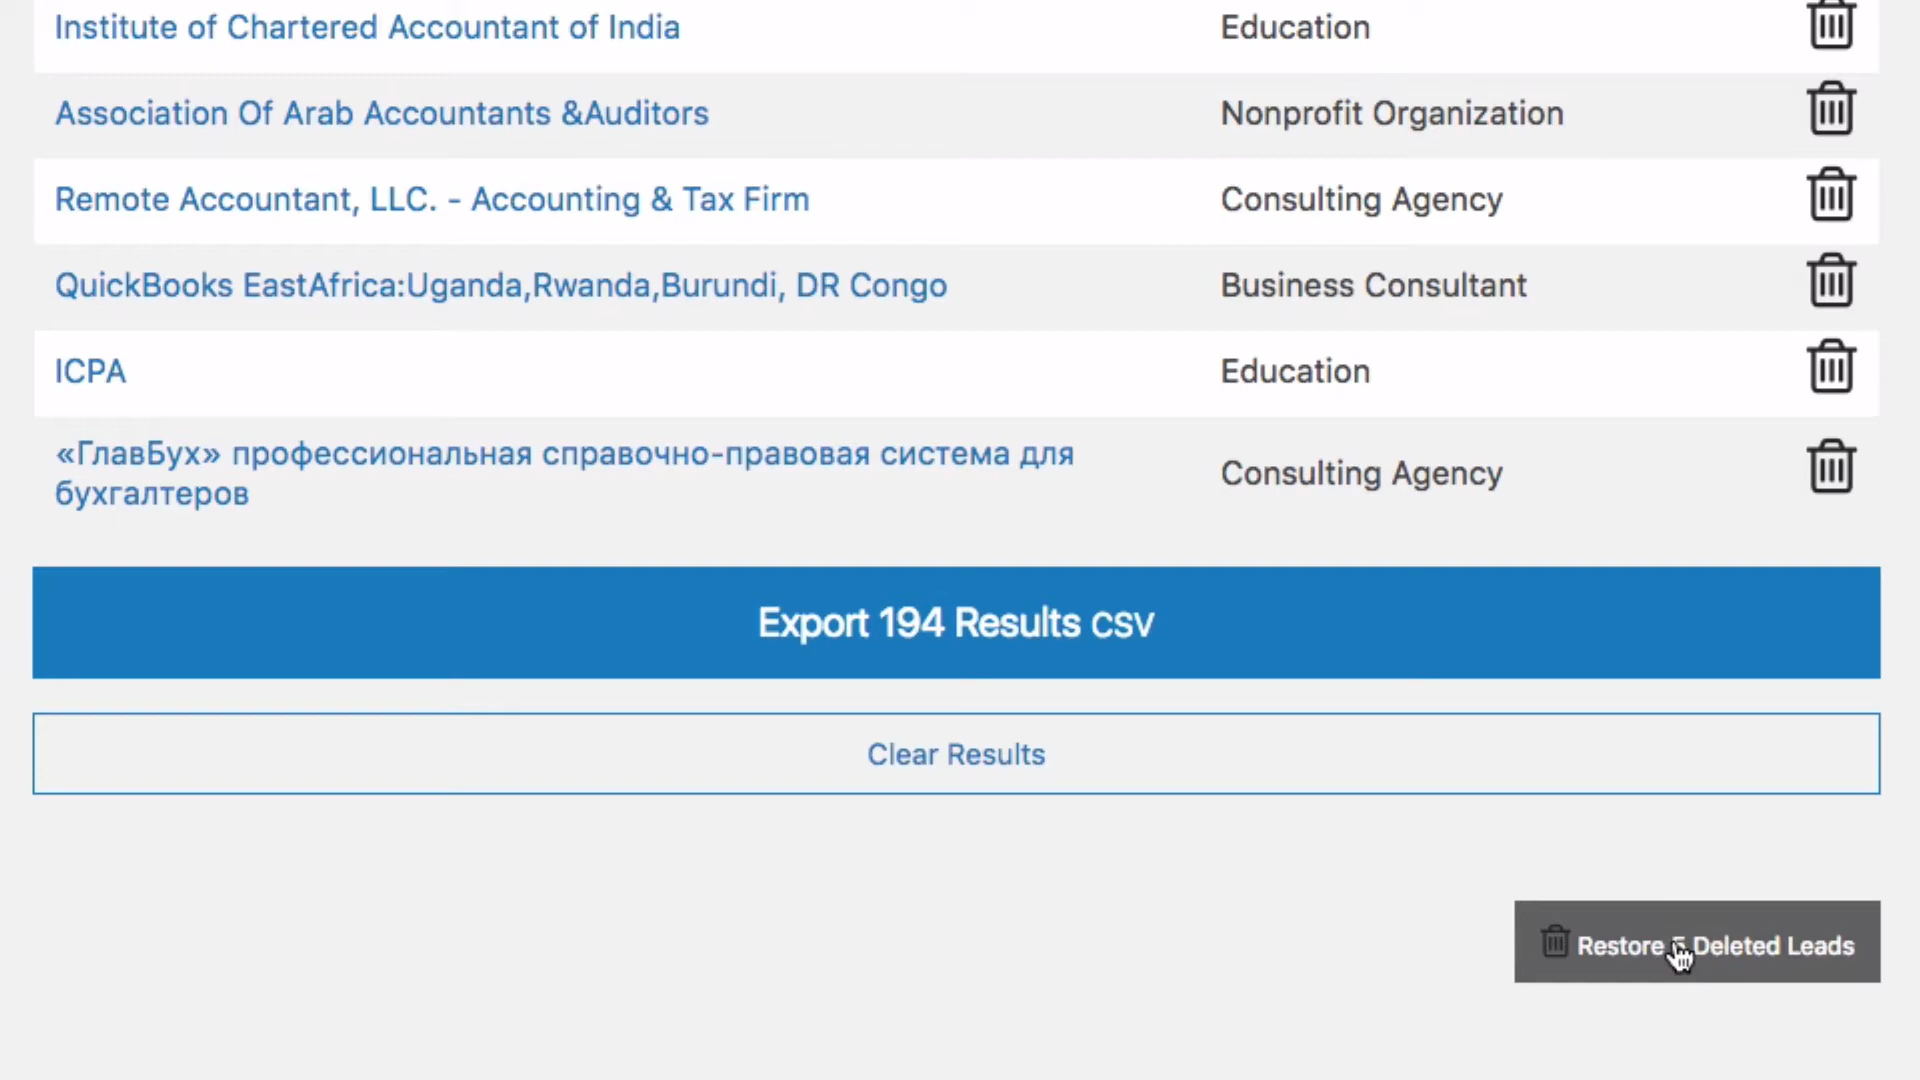 Institute of Chartered Accountant of India
Education
Association Of Arab Accountants &Auditors
Nonprofit Organization
Remote Accountant, LLC. - Accounting & Tax Firm
Consulting Agency
QuickBooks EastAfrica:Uganda,Rwanda,Burundi, DR Congo
Business Consultant
ICPA
Education
«ГлавБух» профессиональная справочно-правовая система для
бухгалтеров
Consulting Agency
Export 194 Results CSV
Clear Results
Restore Deleted Leads